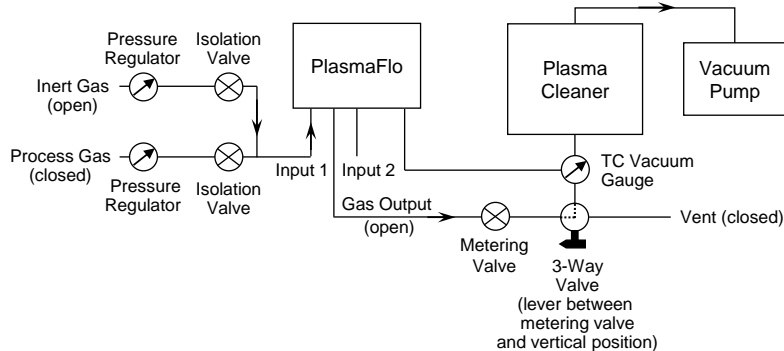 Pressure
Regulator
Isolation
Valve
PlasmaFlo
Plasma
Cleaner
Vacuum
Pump
Inert Gas
(open)
Process Gas
(closed)
Pressure
Regulator
Isolation
Valve
Input 1
Input 2
TC Vacuum
Gauge
Gas Output
(open)
Metering
Valve
Vent (closed)
3-Way
Valve
(lever between
metering valve
and vertical position)